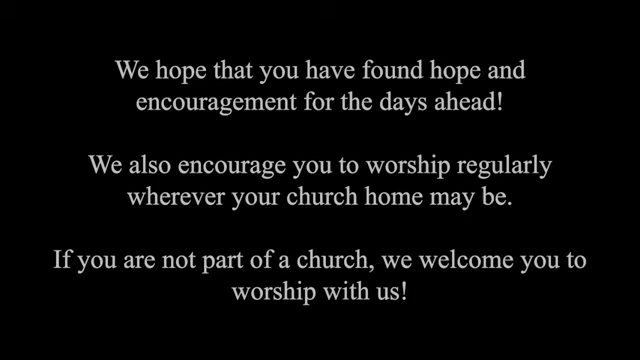 We hope that you have found hope and
encouragement for the days ahead!
We also encourage you to worship regularly
wherever your church home may be.
If you are not part of a church, we welcome you to
worship with us!